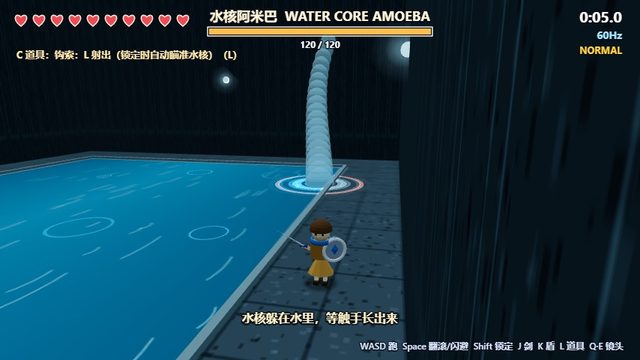 水核阿米巴 WATER CORE AMOEBA
120 / 120
0:05.0
60Hz
NORMAL
C 道具：钩索：L 射出（锁定时自动瞄准水核） (L)
水核躲在水里，等触手长出来
WASD 跑 Space 翻滚/闪避 Shift 锁定 J 剑 K 盾 L 道具 Q·E 镜头